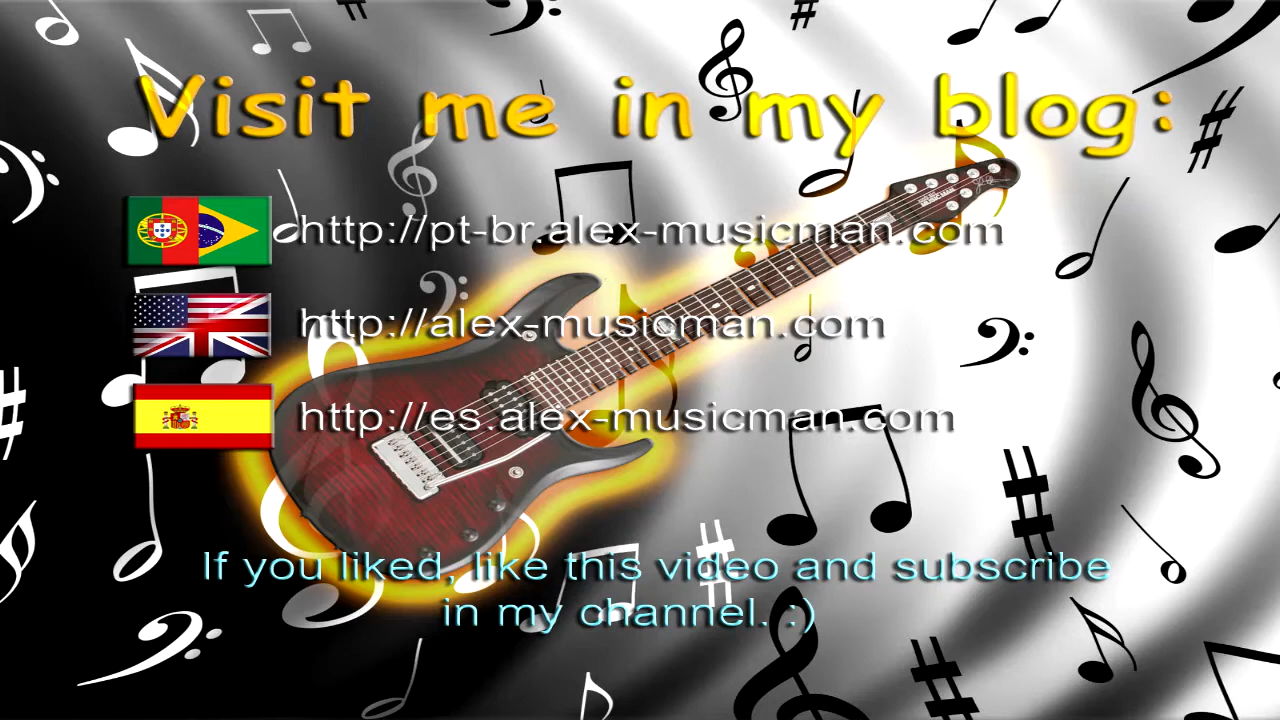 Visit me in my blog:
http://pt-br.alex-musicman.com
http://alex-musicman.com
http://es.alex-musicman.com
If you liked, like this video and subscribe
in my channel. :)